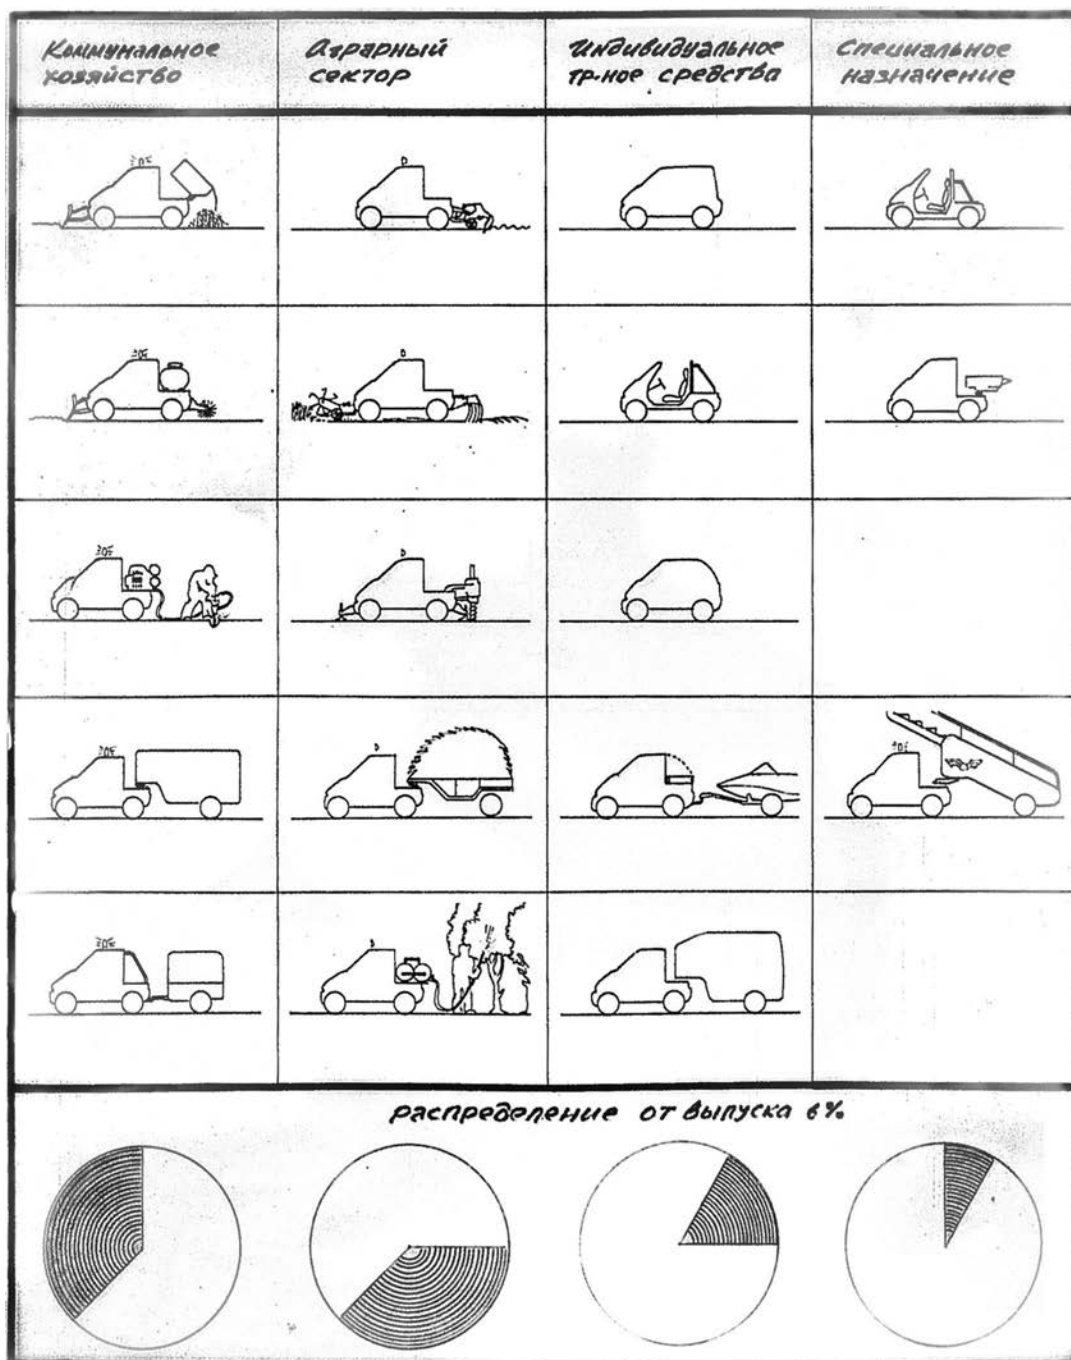 Коммунальное
хозяйство
Аграрный
сектор
Индивидуальное
тр-ное средства
Специальное
назначение
распределение от выпуска в %